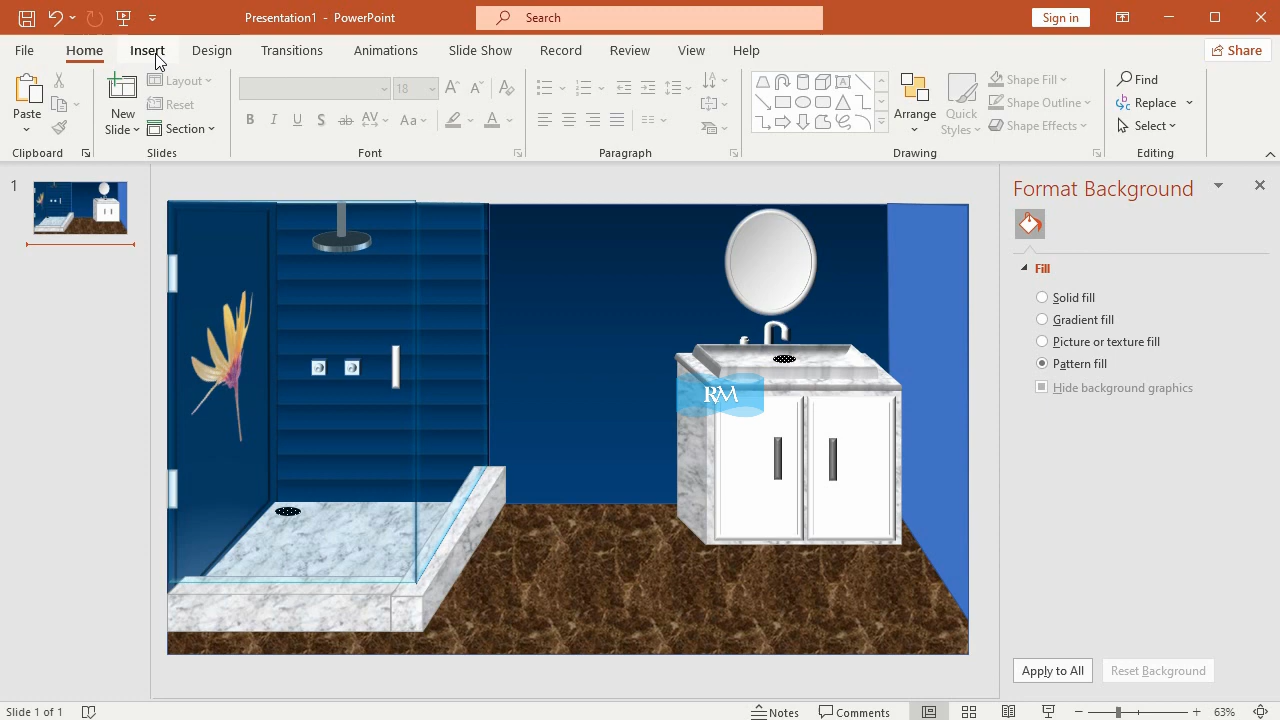 Presentation1 - PowerPoint
Search
Sign in
File
Home
Insert
Design
Transitions
Animations
Slide Show
Record
Review
View
Help
Share
Paste
Clipboard
New
Slide
Layout
Reset
Section
Slides
18
B I U S ab AV Aa A
Font
Paragraph
Arrange
Quick
Styles
Shape Fill
Shape Outline
Shape Effects
Drawing
Find
Replace
Select
Editing
1
RM
Format Background
Fill
Solid fill
Gradient fill
Picture or texture fill
Pattern fill
Hide background graphics
Apply to All
Reset Background
Slide 1 of 1
Notes
Comments
63%